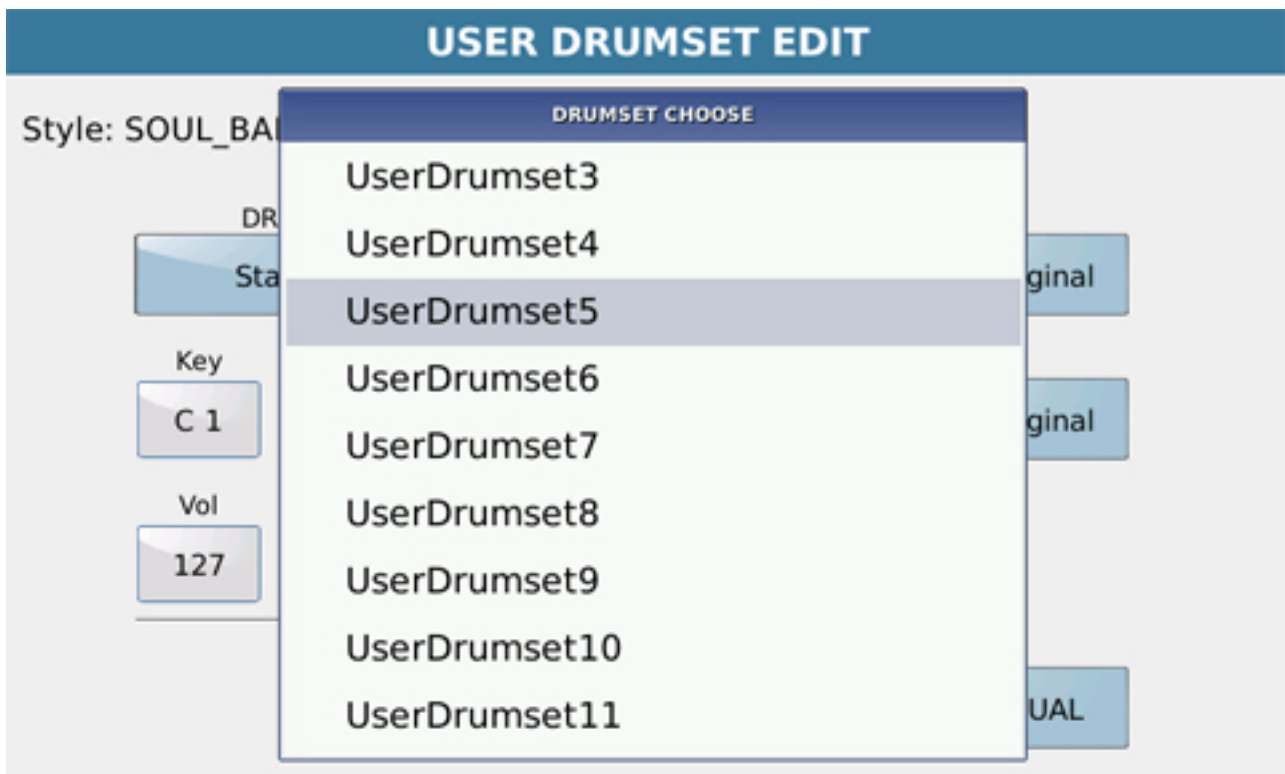 USER DRUMSET EDIT
DRUMSET CHOOSE
Style: SOUL_BA
UserDrumset3
DR
UserDrumset4
Sta
ginal
UserDrumset5
Key
UserDrumset6
C 1
ginal
UserDrumset7
Vol
UserDrumset8
127
UserDrumset9
UserDrumset10
UserDrumset11
UAL